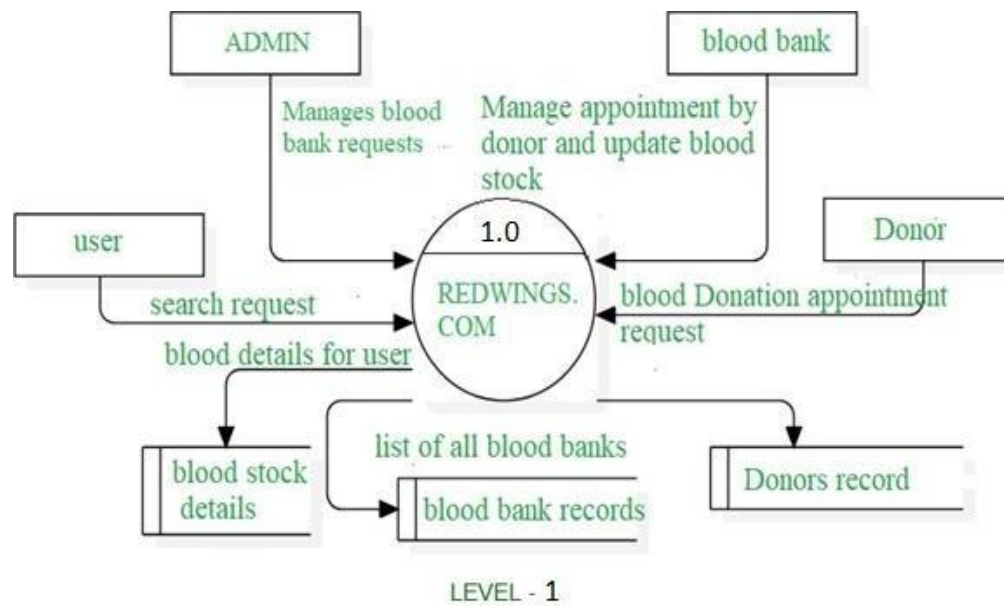 ADMIN
blood bank
Manages blood
bank requests
Manage appointment by
donor and update blood
stock
user
1.0
Donor
REDWINGS.
COM
search request
blood Donation appointment
request
blood details for user
blood stock
details
list of all blood banks
blood bank records
Donors record
LEVEL - 1